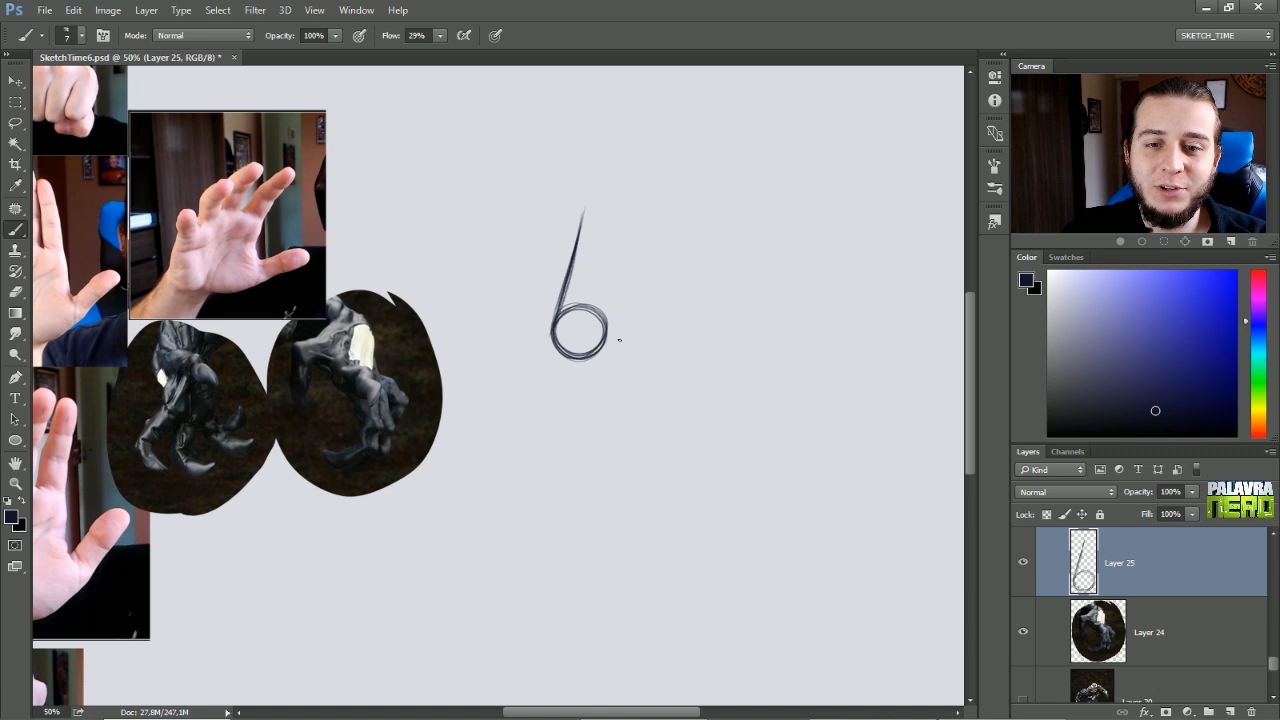 Ps File Edit Image Layer Type Select Filter 3D View Window Help
7 Mode: Normal Opacity: 100% Flow: 29% SKETCH_TIME
SketchTime6.psd @ 50% (Layer 25, RGB/8) *
Camera
Color Swatches
Layers Channels
Kind
Normal Opacity: 100%
Lock: Fill: 100%
PALAVRA
NERD
Layer 25
Layer 24
50% Doc: 27,8M/247,1M